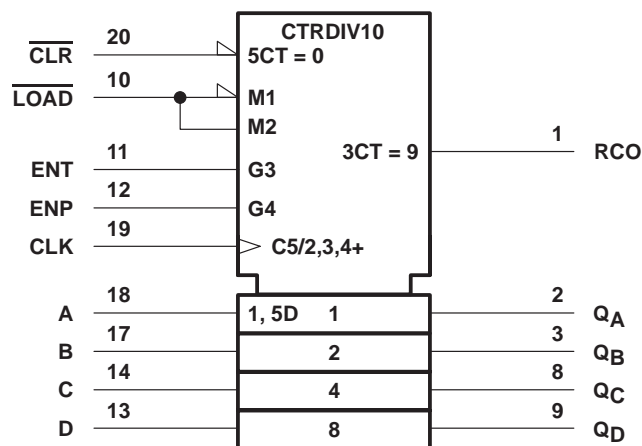 CTRDIV10
CLR 20 5CT = 0
LOAD 10 M1
M2
3CT = 9 1 RCO
ENT 11 G3
ENP 12 G4
CLK 19 C5/2,3,4+
A 18 1, 5D 1 2 QA
B 17 2 3 QB
C 14 4 8 QC
D 13 8 9 QD